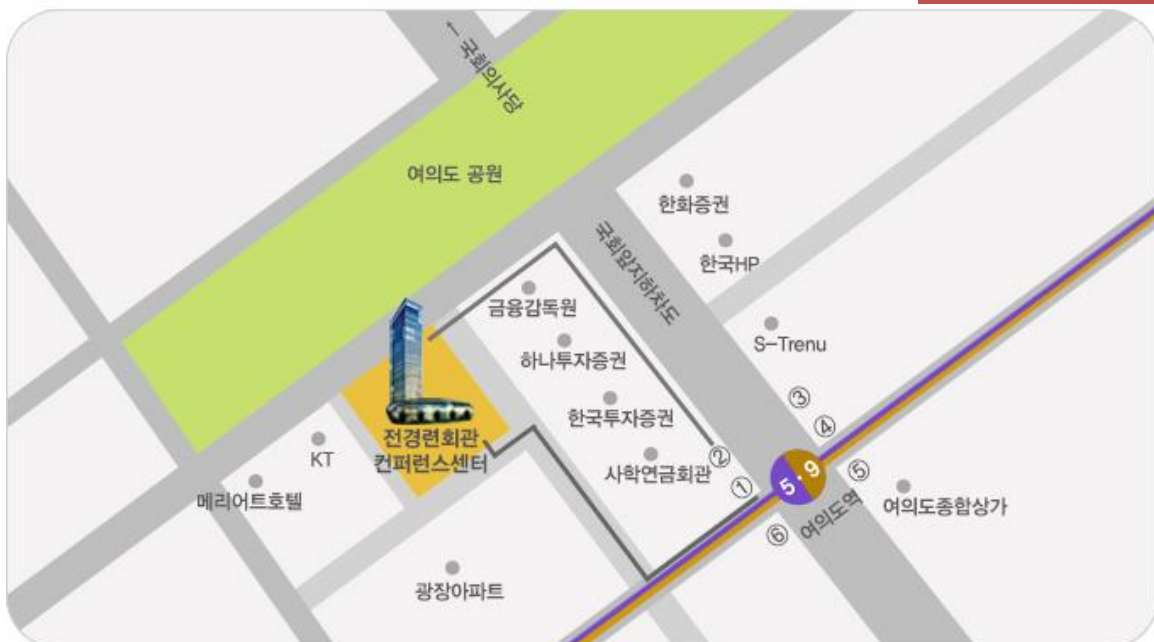 ← 국회의사당
여의도 공원
한화증권
국회앞지하차도
한국HP
금융감독원
S-Trenu
하나투자증권
한국투자증권
③
④
전경련회관
컨퍼런스센터
KT
②
사학연금회관
①
5·9
⑤
메리어트호텔
여의도역
여의도종합상가
⑥
광장아파트